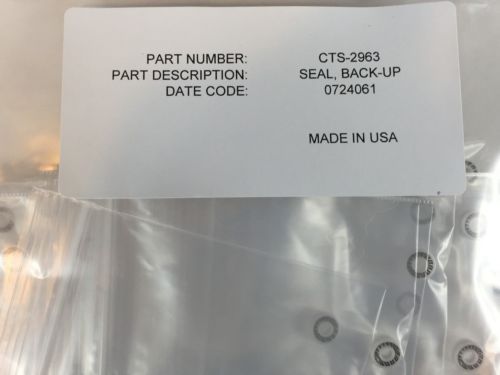 PART NUMBER: CTS-2963
PART DESCRIPTION: SEAL, BACK-UP
DATE CODE: 0724061
MADE IN USA